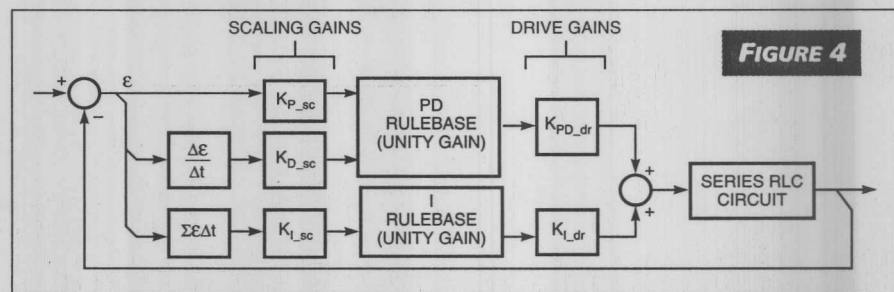 SCALING GAINS
DRIVE GAINS
FIGURE 4
+
ε
−
K_P_sc
PD
RULEBASE
(UNITY GAIN)
K_PD_dr
Δε
Δt
K_D_sc
+
+
SERIES RLC
CIRCUIT
ΣεΔt
K_I_sc
I
RULEBASE
(UNITY GAIN)
K_I_dr